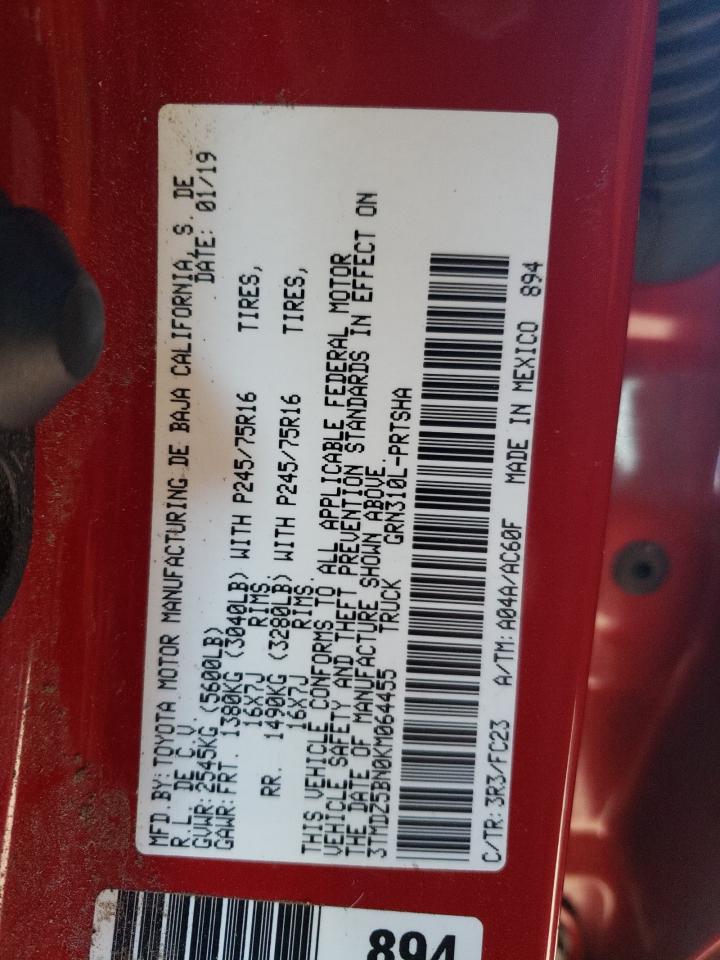 MFD.BY:TOYOTA MOTOR MANUFACTURING DE BAJA CALIFORNIA, S. DE
R.L. DE C.V. DATE: 01/19
GVWR:2545KG (5600LB)
GAWR:FRT. 1380KG (3040LB) WITH P245/75R16 TIRES,
16X7J RIMS.
RR. 1490KG (3280LB) WITH P245/75R16 TIRES,
16X7J RIMS.
THIS VEHICLE CONFORMS TO ALL APPLICABLE FEDERAL MOTOR
VEHICLE SAFETY AND THEFT PREVENTION STANDARDS IN EFFECT ON
THE DATE OF MANUFACTURE SHOWN ABOVE.
3TMDZ5BN0KM064455 TRUCK GRN310L-PRTSHA
C/TR:3R3/FC23 A/TM:A04A/AC60F MADE IN MEXICO 894
894